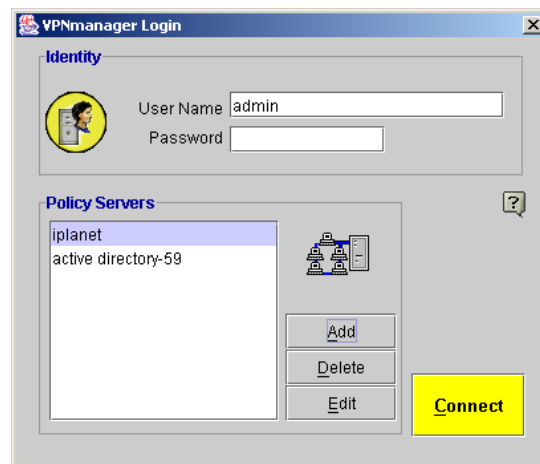 VPNmanager Login
Identity
User Name admin
Password
Policy Servers
iplanet
active directory-59
?
Add
Delete
Edit
Connect